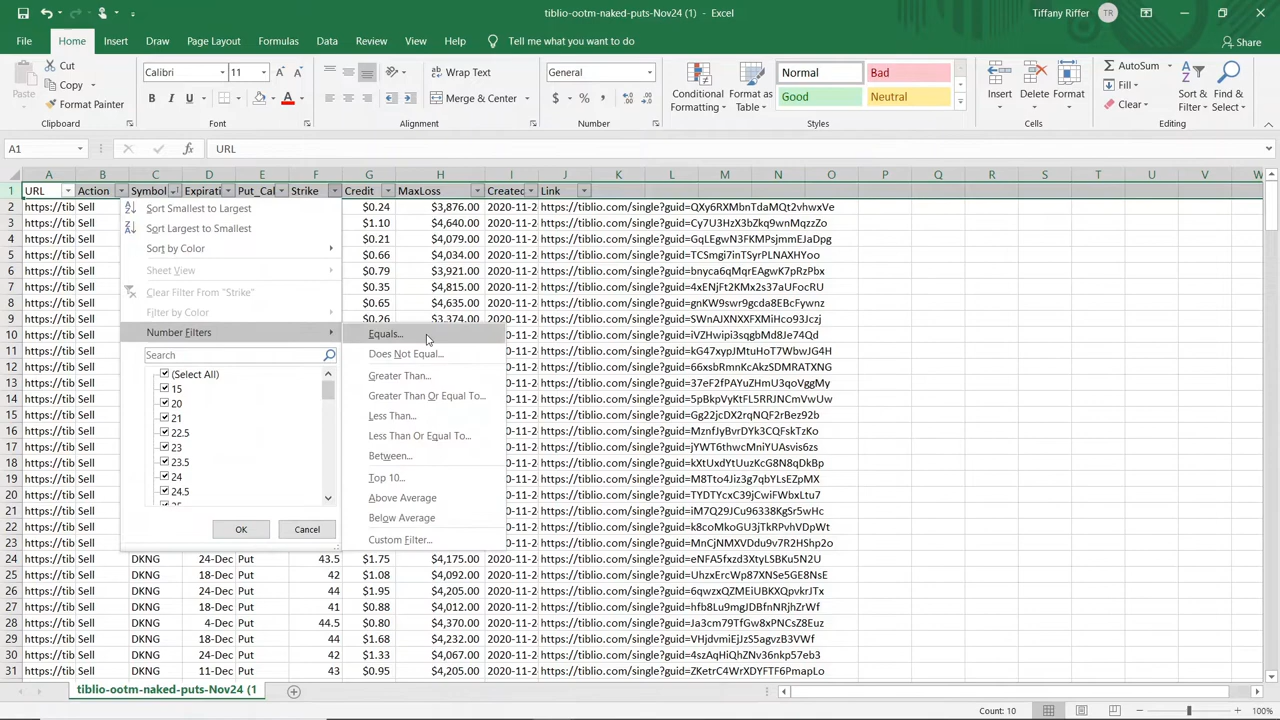 tiblio-ootm-naked-puts-Nov24 (1) - Excel
Tiffany Riffer TR
File Home Insert Draw Page Layout Formulas Data Review View Help Tell me what you want to do Share
Paste Cut Copy Format Painter Clipboard
Calibri 11 A A B I U A Font
Wrap Text Merge & Center Alignment
General $ % Number
Conditional Formatting Format as Table Normal Bad Good Neutral Styles
Insert Delete Format Cells
AutoSum Fill Clear Sort & Filter Find & Select Editing
A1 fx URL
A B C D E F G H I J K L M N O P Q R S T U V W
1 URL Action Symbol Expirati Put_Cal Strike Credit MaxLoss Created Link
2 https://tib Sell $0.24 $3,876.00 2020-11-2 https://tiblio.com/single?guid=QXy6RXMbnTdaMQt2vhwxVe
3 https://tib Sell $1.10 $4,640.00 2020-11-2 https://tiblio.com/single?guid=Cy7U3HzX3bZkq9wnMqzzZo
4 https://tib Sell $0.21 $4,079.00 2020-11-2 https://tiblio.com/single?guid=GqLEgwN3FKMPsjmmEJaDpg
5 https://tib Sell $0.66 $4,034.00 2020-11-2 https://tiblio.com/single?guid=TCSmgi7inTSyrPLNAXHYoo
6 https://tib Sell $0.79 $3,921.00 2020-11-2 https://tiblio.com/single?guid=bnyca6qMqrEAgwK7pRzPbx
7 https://tib Sell $0.35 $4,815.00 2020-11-2 https://tiblio.com/single?guid=4xENjFt2KMos2s37aFUcoU
8 https://tib Sell $0.65 $4,635.00 2020-11-2 https://tiblio.com/single?guid=gnKW9swr9gcda8EBcFywnz
9 https://tib Sell $0.26 $3,374.00 2020-11-2 https://tiblio.com/single?guid=SWnAJXNXXFMXHo93Jzcj
10 https://tib Sell 0-11-2 https://tiblio.com/single?guid=iVZHwipi3sqgbMd8Je74Qd
11 https://tib Sell 0-11-2 https://tiblio.com/single?guid=kG47xypJMtuHoT7WbwJG4H
12 https://tib Sell 0-11-2 https://tiblio.com/single?guid=66xsbRmnKCakzSDMRTATNX
13 https://tib Sell 0-11-2 https://tiblio.com/single?guid=37eF2fPAYuZHmU3qoVggMy
14 https://tib Sell 0-11-2 https://tiblio.com/single?guid=5pBkpVyKtFL5RRJNCmVwUw
15 https://tib Sell 0-11-2 https://tiblio.com/single?guid=Gg22jcDX2rqNQF2rBez92b
16 https://tib Sell 0-11-2 https://tiblio.com/single?guid=MznfJyBvrDYk3CQFskTzKo
17 https://tib Sell 0-11-2 https://tiblio.com/single?guid=jYWT6thwcMniYUAsvis6zs
18 https://tib Sell 0-11-2 https://tiblio.com/single?guid=kXtUxdYtUuzKcG8N8qDkBp
19 https://tib Sell 0-11-2 https://tiblio.com/single?guid=M8Tto4Jiz3g7qbYLsEZpMX
20 https://tib Sell 0-11-2 https://tiblio.com/single?guid=TYDTYzcxC39jCwiFWbxLtu7
21 https://tib Sell 0-11-2 https://tiblio.com/single?guid=iM7Q29JCu96w3321KgSr5wHowc
22 https://tib Sell 0-11-2 https://tiblio.com/single?guid=k8coMkoGU3jTkRPvhVDpWt
23 https://tib Sell 0-11-2 https://tiblio.com/single?guid=MnCjNMXVDdu9v7R2HShp2o
24 https://tib Sell DKNG 24-Dec Put 43.5 $1.75 $4,175.00 2020-11-2 https://tiblio.com/single?guid=eNFA5fxzd3XtyLSBKu5U3U
25 https://tib Sell DKNG 18-Dec Put 42 $1.08 $4,092.00 2020-11-2 https://tiblio.com/single?guid=UhzxErcWp87XNSe5GE8NsE
26 https://tib Sell DKNG 24-Dec Put 44 $1.95 $4,205.00 2020-11-2 https://tiblio.com/single?guid=6qwzxQZMEiUBKXQpvkrJTx
27 https://tib Sell DKNG 18-Dec Put 41 $0.88 $4,012.00 2020-11-2 https://tiblio.com/single?guid=hfb8Lu9mgJDBfnNRjhZrWf
28 https://tib Sell DKNG 4-Dec Put 44.5 $0.80 $4,370.00 2020-11-2 https://tiblio.com/single?guid=Ja3cm79TfwGSPUxNCsZ8Euz
29 https://tib Sell DKNG 18-Dec Put 44 $1.68 $4,232.00 2020-11-2 https://tiblio.com/single?guid=VHjdvmiEjJzS5agvzB3VWf
30 https://tib Sell DKNG 24-Dec Put 42 $1.33 $4,067.00 2020-11-2 https://tiblio.com/single?guid=4szAqHiQhZNv36wnp57eb3
31 https://tib Sell DKNG 11-Dec Put 43 $0.95 $4,205.00 2020-11-2 https://tiblio.com/single?guid=ZKetrC4WrXDYFTF6PmapLo
Sort Smallest to Largest
Sort Largest to Smallest
Sort by Color
Sheet View
Clear Filter From "Strike"
Filter by Color
Number Filters
Search
(Select All)
15
20
21
22.5
23
23.5
24
24.5
OK Cancel
Equals...
Does Not Equal...
Greater Than...
Greater Than Or Equal To...
Less Than...
Less Than Or Equal To...
Between...
Top 10...
Above Average
Below Average
Custom Filter...
tiblio-ootm-naked-puts-Nov24 (1
Count: 10 100%